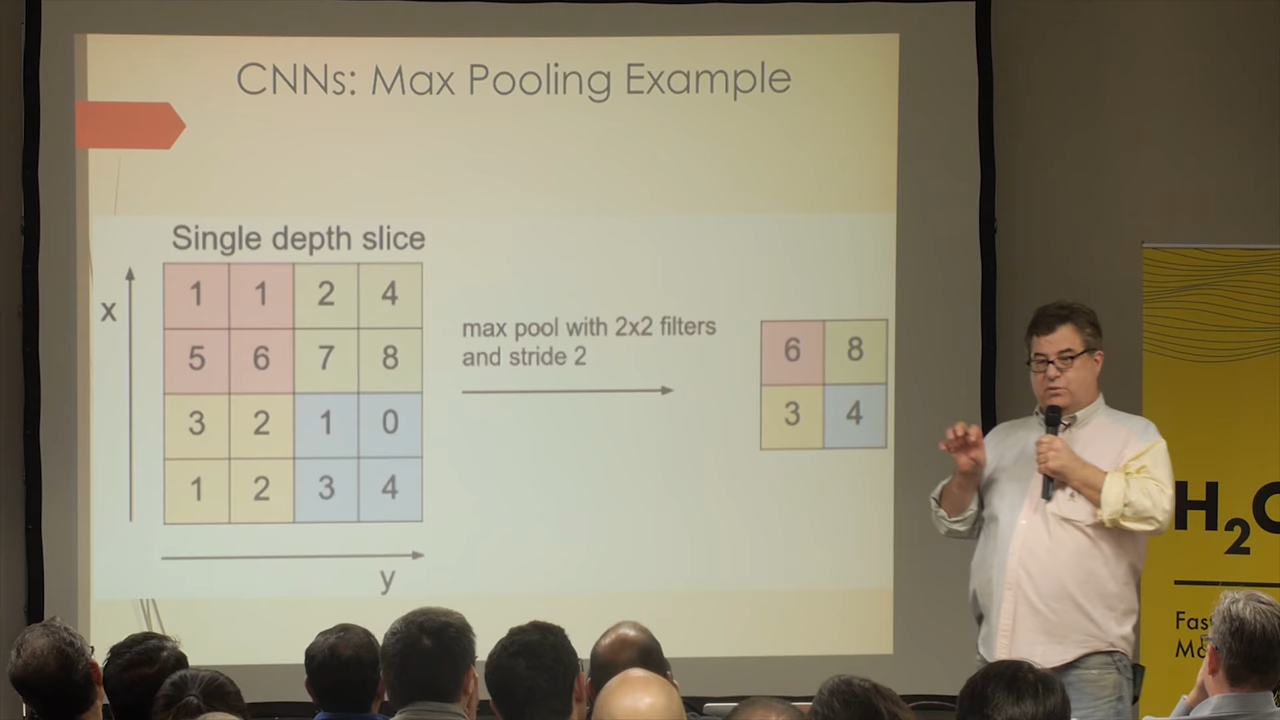 CNNs: Max Pooling Example
Single depth slice
x
1 1 2 4
5 6 7 8
3 2 1 0
1 2 3 4
y
max pool with 2x2 filters
and stride 2
6 8
3 4
H2
Fas